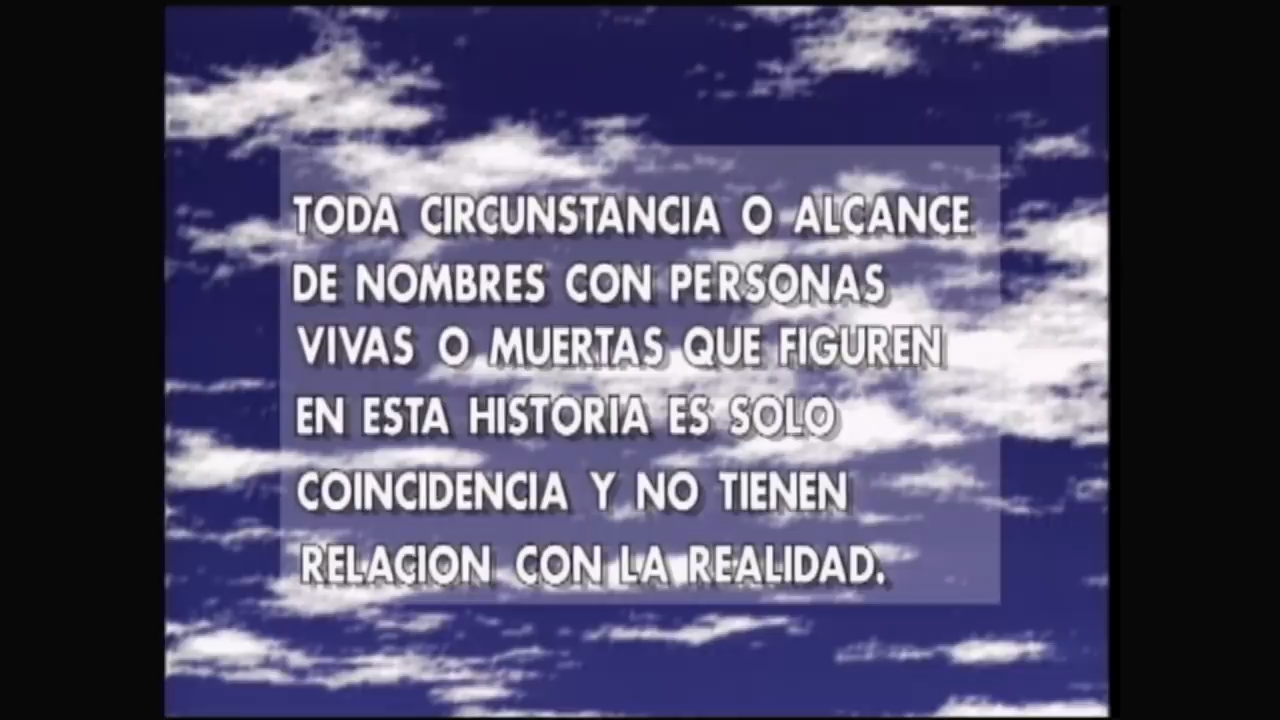 TODA CIRCUNSTANCIA O ALCANCE
DE NOMBRES CON PERSONAS
VIVAS O MUERTAS QUE FIGUREN
EN ESTA HISTORIA ES SOLO
COINCIDENCIA Y NO TIENEN
RELACION CON LA REALIDAD.